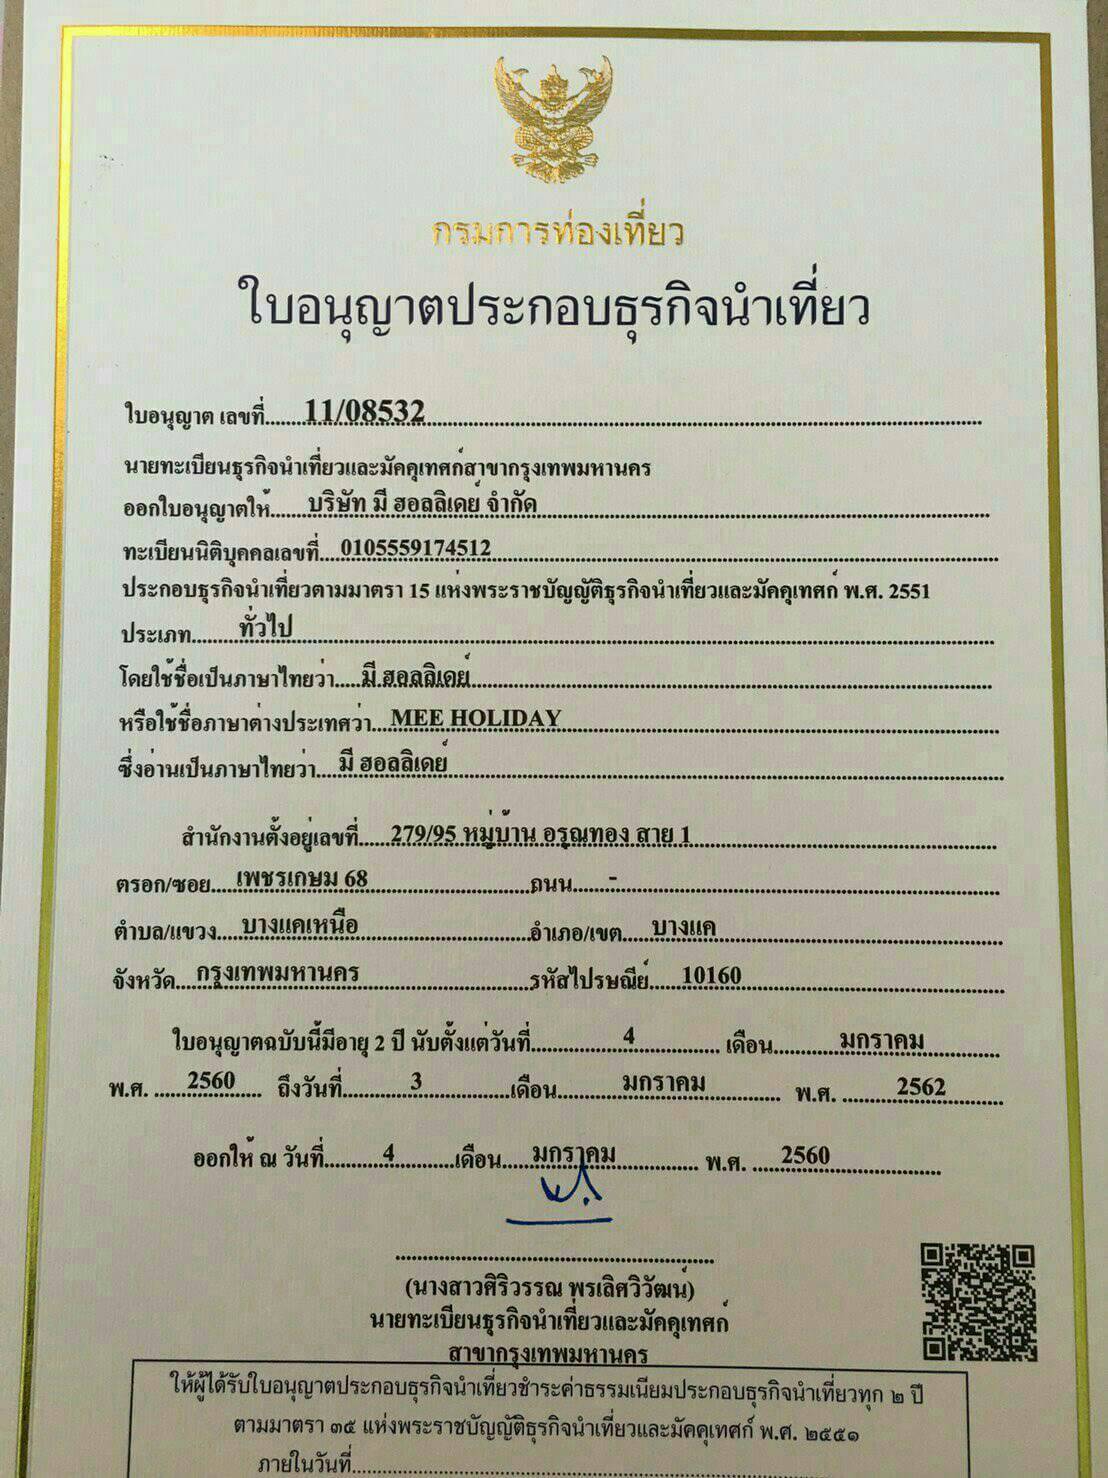 กรมการท่องเที่ยว
ใบอนุญาตประกอบธุรกิจนำเที่ยว
ใบอนุญาต เลขที่........11/08532
นายทะเบียนธุรกิจนำเที่ยวและมัคคุเทศก์สาขากรุงเทพมหานคร
ออกใบอนุญาตให้.......บริษัท มี ฮอลลิเดย์ จำกัด
ทะเบียนนิติบุคคลเลขที่....0105559174512
ประกอบธุรกิจนำเที่ยวตามมาตรา 15 แห่งพระราชบัญญัติธุรกิจนำเที่ยวและมัคคุเทศก์ พ.ศ. 2551
ประเภท.........ทั่วไป
โดยใช้ชื่อเป็นภาษาไทยว่า.....มี ฮอลลิเดย์
หรือใช้ชื่อภาษาต่างประเทศว่า...MEE HOLIDAY
ซึ่งอ่านเป็นภาษาไทยว่า....มี ฮอลลิเดย์
สำนักงานตั้งอยู่เลขที่......279/95 หมู่บ้าน อรุณทอง สาย 1
ตรอก/ซอย....เพชรเกษม 68 ถนน......-
ตำบล/แขวง....บางแคเหนือ อำเภอ/เขต.....บางแค
จังหวัด....กรุงเทพมหานคร รหัสไปรษณีย์......10160
ใบอนุญาตฉบับนี้มีอายุ 2 ปี นับตั้งแต่วันที่.......4....... เดือน.......มกราคม
พ.ศ. ....2560.... ถึงวันที่.......3.......เดือน.......มกราคม....... พ.ศ. .......2562
ออกให้ ณ วันที่.......4.......เดือน.....มกราคม....... พ.ศ. ....2560
(นางสาวศิริวรรณ พรเลิศวิวัฒน์)
นายทะเบียนธุรกิจนำเที่ยวและมัคคุเทศก์
สาขากรุงเทพมหานคร
ให้ผู้ได้รับใบอนุญาตประกอบธุรกิจนำเที่ยวชำระค่าธรรมเนียมประกอบธุรกิจนำเที่ยวทุก ๒ ปี
ตามมาตรา ๓๕ แห่งพระราชบัญญัติธุรกิจนำเที่ยวและมัคคุเทศก์ พ.ศ. ๒๕๕๑
ภายในวันที่..............................